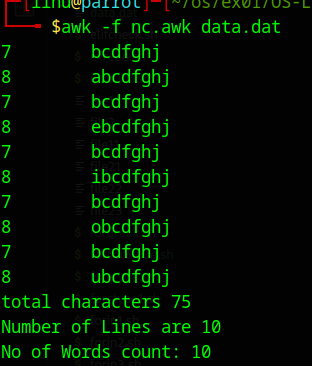 [linu@parrot]-[~/os/ex01/OS-L
$awk -f nc.awk data.dat
7 bcdfghj
8 abcdfghj
7 bcdfghj
8 ebcdfghj
7 bcdfghj
8 ibcdfghj
7 bcdfghj
8 obcdfghj
7 bcdfghj
8 ubcdfghj
total characters 75
Number of Lines are 10
No of Words count: 10